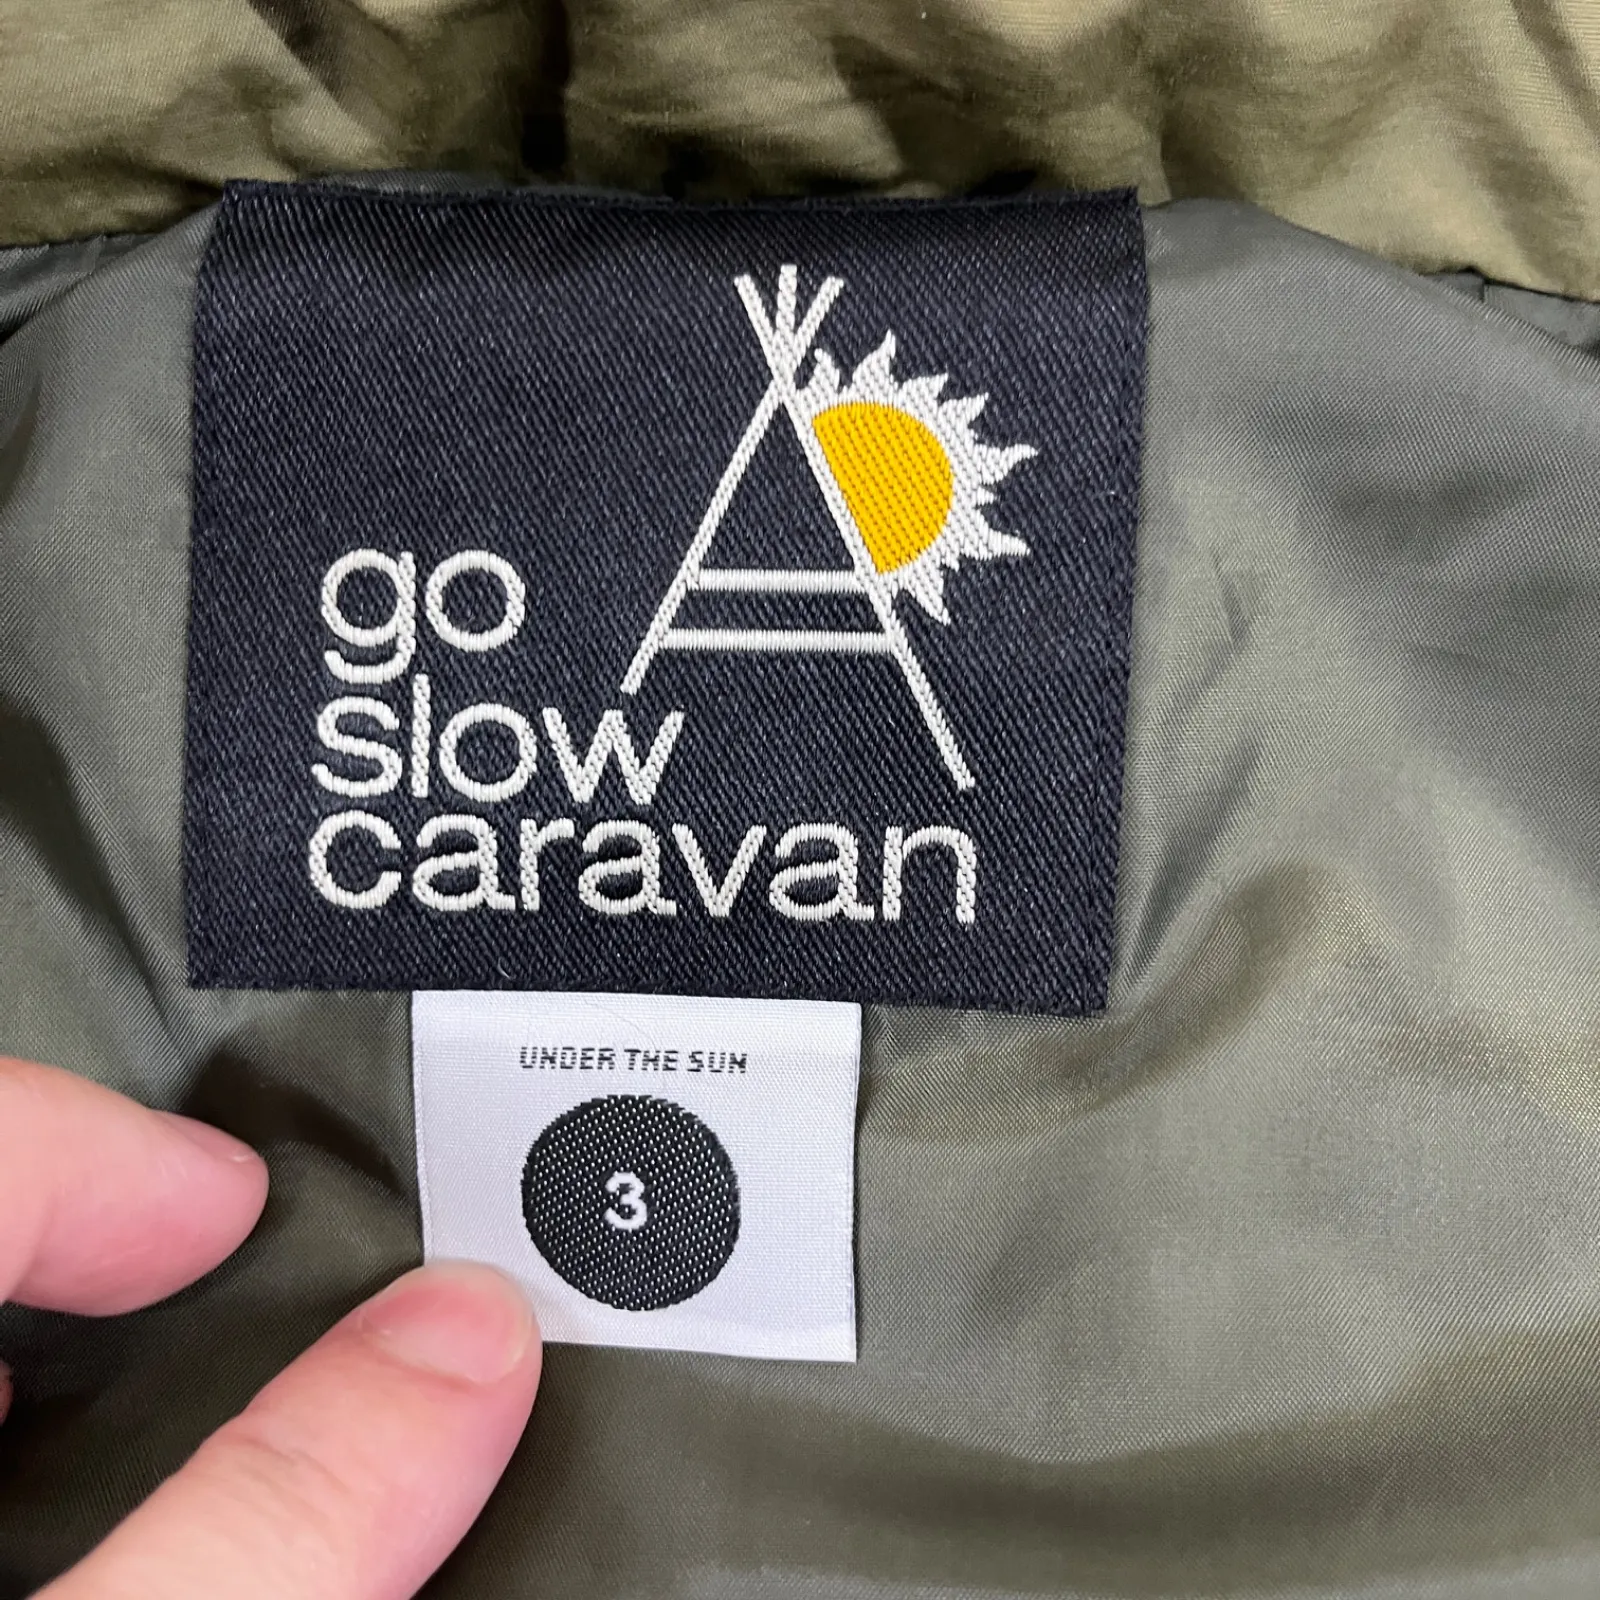 go
slow
caravan
UNDER THE SUN
3